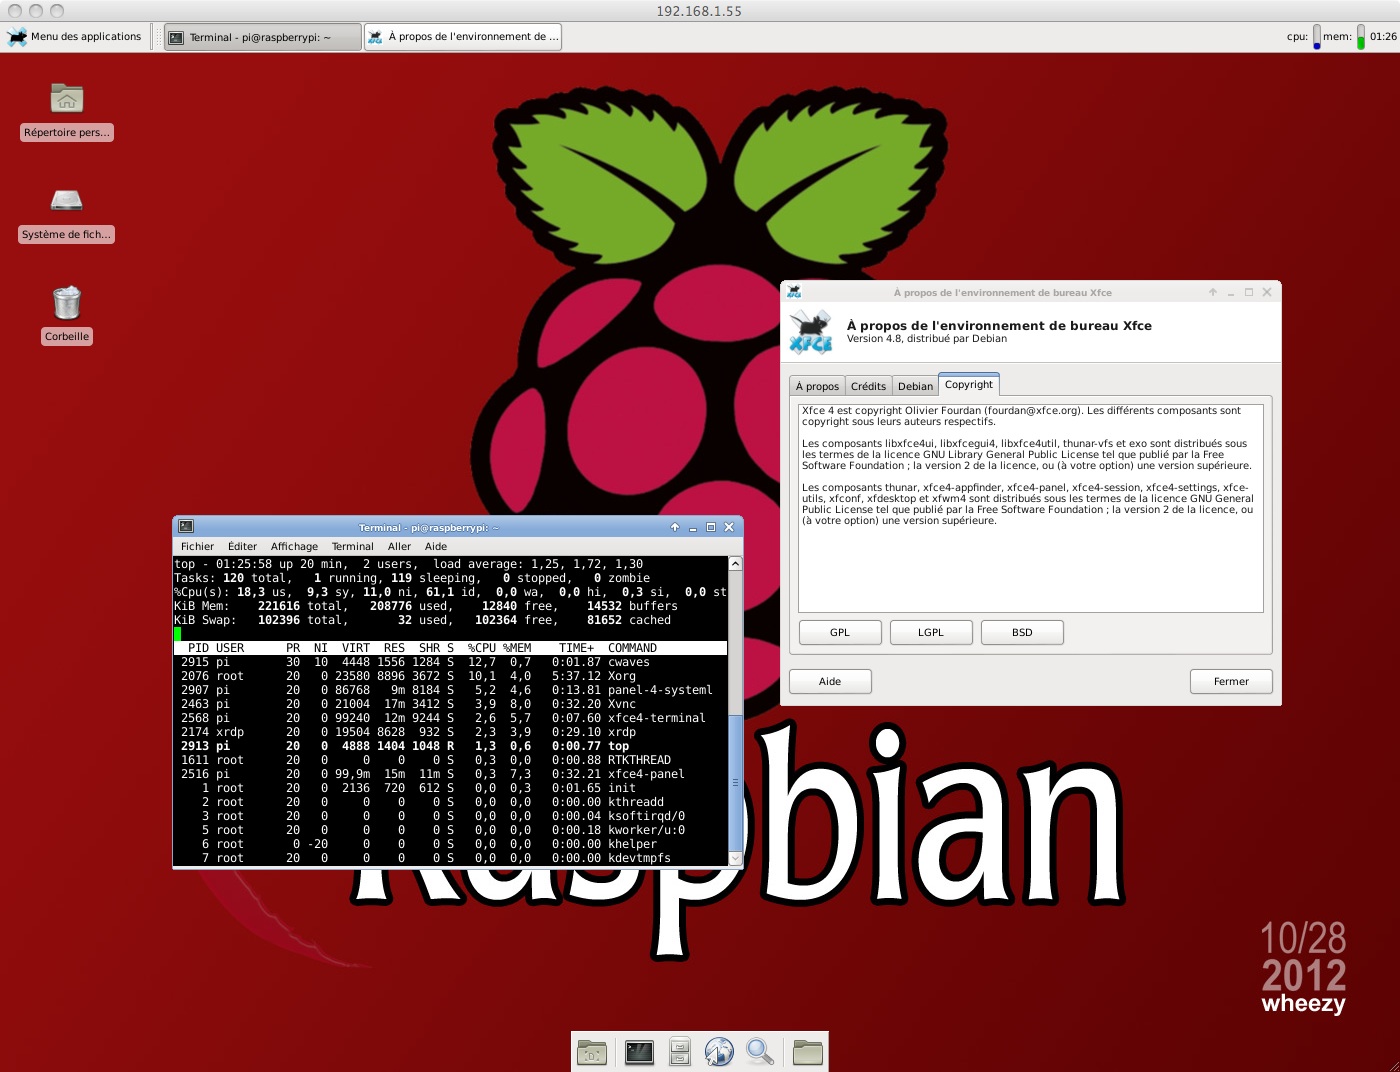 192.168.1.55
Menu des applications
Terminal - pi@raspberrypi: ~
À propos de l'environnement de ...
cpu:
mem:
01:26
Répertoire pers...
Système de fich...
Corbeille
À propos de l'environnement de bureau Xfce
XFCE
À propos de l'environnement de bureau Xfce
Version 4.8, distribué par Debian
À propos
Crédits
Debian
Copyright
Xfce 4 est copyright Olivier Fourdan (fourdan@xfce.org). Les différents composants sont
copyright sous leurs auteurs respectifs.
Les composants libxfce4ui, libxfcegui4, libxfce4util, thunar-vfs et exo sont distribués sous
les termes de la licence GNU Library General Public License tel que publié par la Free
Software Foundation ; la version 2 de la licence, ou (à votre option) une version supérieure.
Les composants thunar, xfce4-appfinder, xfce4-panel, xfce4-session, xfce4-settings, xfce-
utils, xfconf, xfdesktop et xfwm4 sont distribués sous les termes de la licence GNU General
Public License tel que publié par la Free Software Foundation ; la version 2 de la licence, ou
(à votre option) une version supérieure.
GPL
LGPL
BSD
Aide
Fermer
Terminal - pi@raspberrypi: ~
Fichier Éditer Affichage Terminal Aller Aide
top - 01:25:58 up 20 min,  2 users,  load average: 1,25, 1,72, 1,30
Tasks: 120 total,   1 running, 119 sleeping,   0 stopped,   0 zombie
%Cpu(s): 18,3 us,  9,3 sy, 11,0 ni, 61,1 id,  0,0 wa,  0,0 hi,  0,3 si,  0,0 st
KiB Mem:    221616 total,   208776 used,    12840 free,    14532 buffers
KiB Swap:   102396 total,       32 used,   102364 free,    81652 cached
PID USER      PR  NI  VIRT  RES  SHR S  %CPU %MEM    TIME+  COMMAND
2915 pi        30  10  4448 1556 1284 S  12,7  0,7   0:01.87 cwaves
2076 root      20   0 23580 8896 3672 S  10,1  4,0   5:37.12 Xorg
2907 pi        20   0 86768   9m 8184 S   5,2  4,6   0:13.81 panel-4-systeml
2463 pi        20   0 21004  17m 3412 S   3,9  8,0   0:32.20 Xvnc
2568 pi        20   0 99240  12m 9244 S   2,6  5,7   0:07.60 xfce4-terminal
2174 xrdp      20   0 19504 8628  932 S   2,3  3,9   0:29.10 xrdp
2913 pi        20   0  4888 1404 1048 R   1,3  0,6   0:00.77 top
1611 root      20   0     0    0    0 S   0,3  0,0   0:00.88 RTKTHREAD
2516 pi        20   0 99,9m  15m  11m S   0,3  7,3   0:32.21 xfce4-panel
1 root      20   0  2136  720  612 S   0,0  0,3   0:01.65 init
2 root      20   0     0    0    0 S   0,0  0,0   0:00.00 kthreadd
3 root      20   0     0    0    0 S   0,0  0,0   0:00.04 ksoftirqd/0
5 root      20   0     0    0    0 S   0,0  0,0   0:00.18 kworker/u:0
6 root       0 -20     0    0    0 S   0,0  0,0   0:00.00 khelper
7 root      20   0     0    0    0 S   0,0  0,0   0:00.00 kdevtmpfs
Raspbian
10/28
2012
wheezy